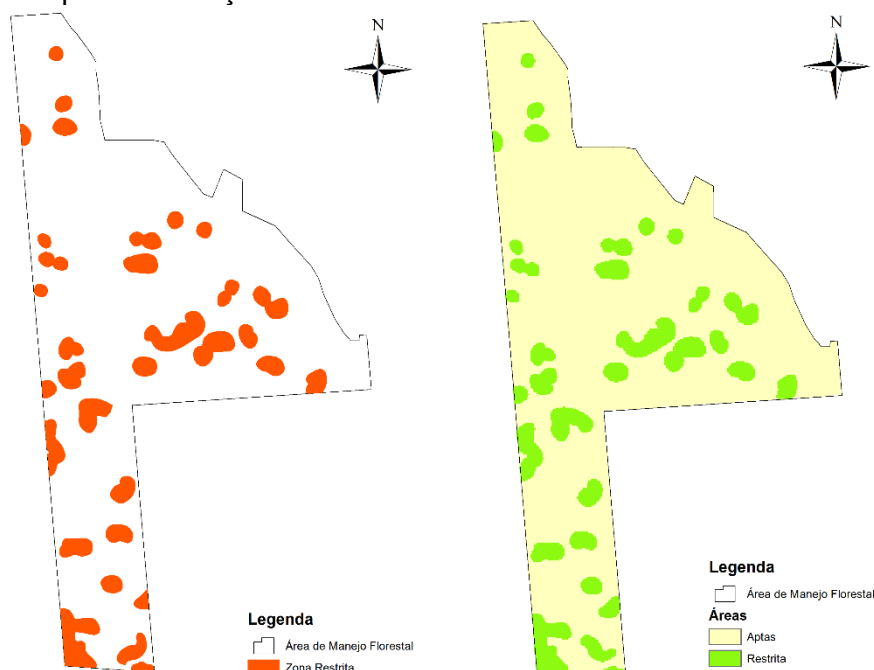 N
N
Legenda
Área de Manejo Florestal
Zona Restrita
Legenda
Área de Manejo Florestal
Áreas
Aptas
Restrita